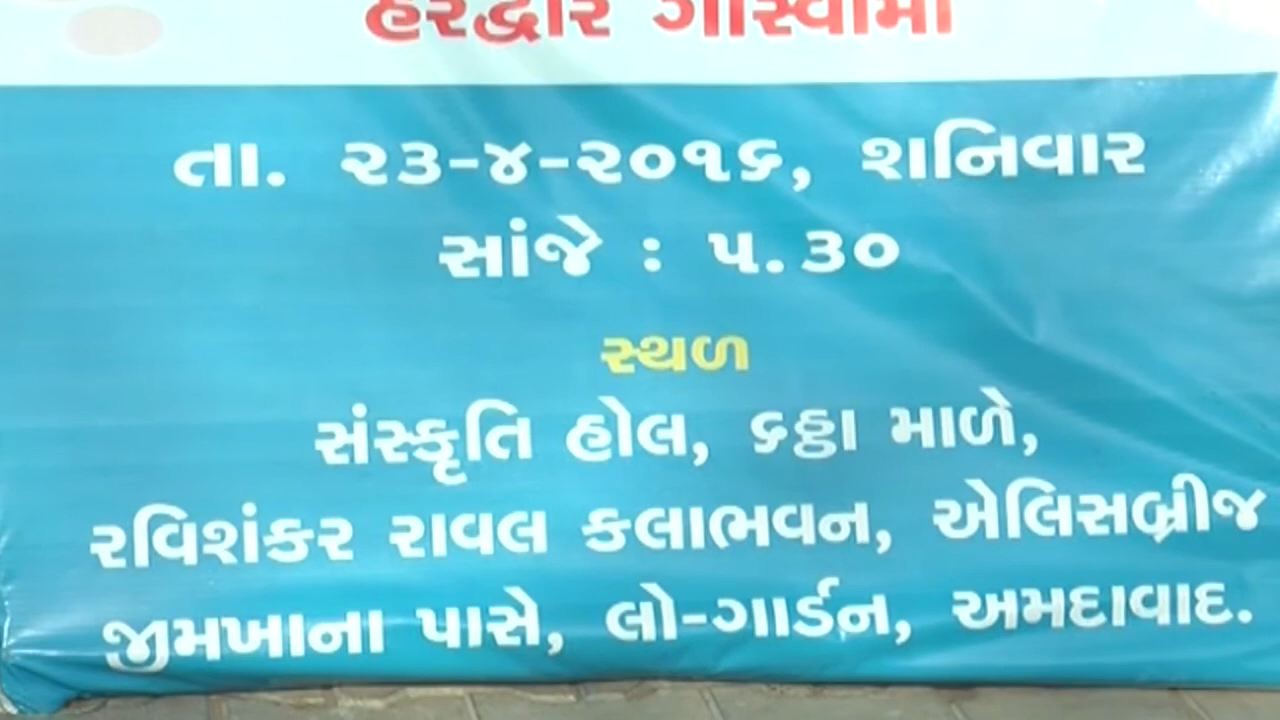 હરદ્વાર ગોસ્વામી
તા. ૨૩-૪-૨૦૧૬, શનિવાર
સાંજે : ૫.૩૦
સ્થળ
સંસ્કૃતિ હોલ, ૬ઠ્ઠા માળે,
રવિશંકર રાવલ કલાભવન, એલિસબ્રીજ
જીમખાના પાસે, લો-ગાર્ડન, અમદાવાદ.